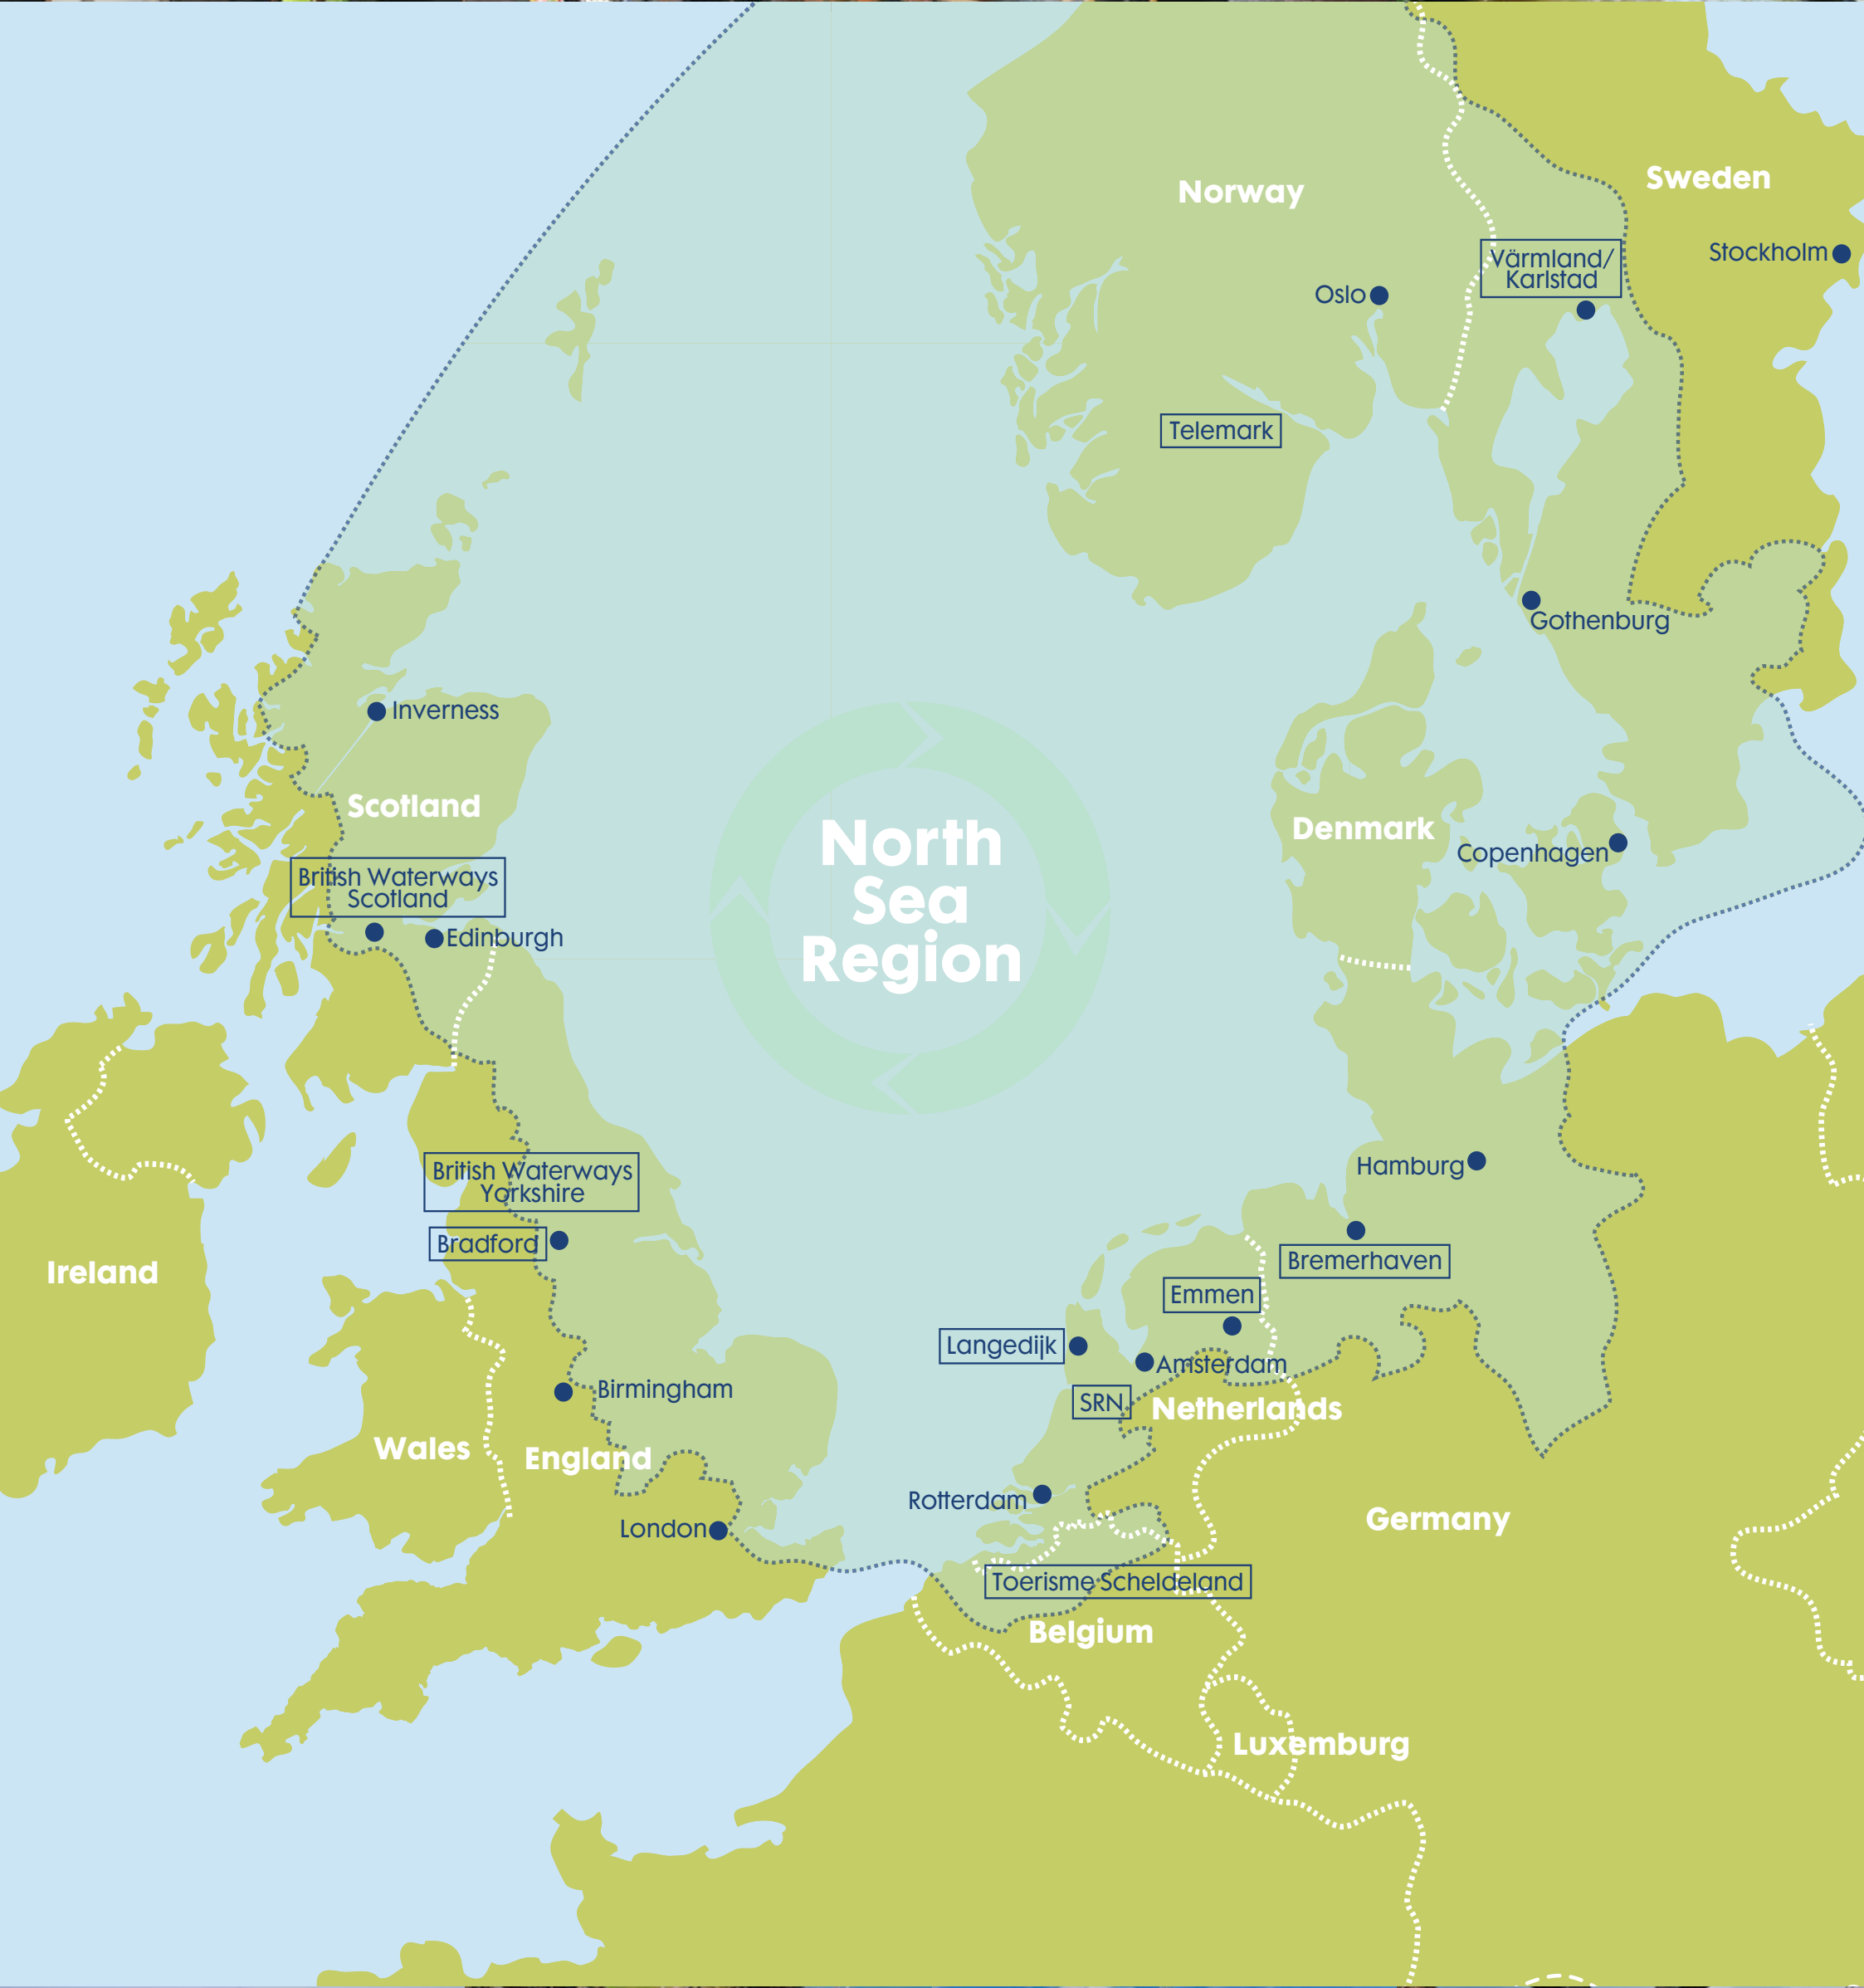 Norway
Sweden
Stockholm
Värmland/
Karlstad
Oslo
Telemark
Gothenburg
Inverness
Scotland
North
Sea
Region
Denmark
Copenhagen
British Waterways
Scotland
Edinburgh
British Waterways
Yorkshire
Hamburg
Bradford
Bremerhaven
Ireland
Emmen
Langedijk
Amsterdam
Birmingham
SRN
Netherlands
Wales
England
Rotterdam
Germany
London
Toerisme Scheldeland
Belgium
Luxemburg